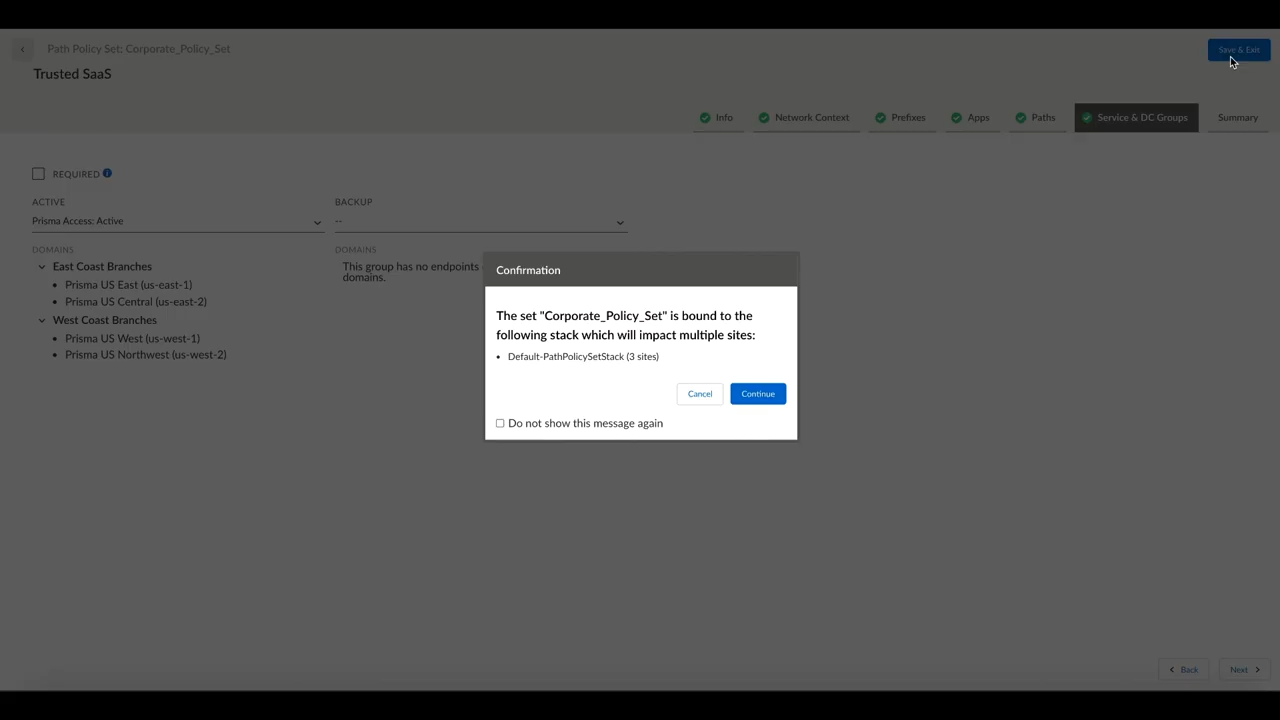 Path Policy Set: Corporate_Policy_Set
Save & Exit
Trusted SaaS
Info
Network Context
Prefixes
Apps
Paths
Service & DC Groups
Summary
REQUIRED
ACTIVE
BACKUP
Prisma Access: Active
--
DOMAINS
DOMAINS
East Coast Branches
• Prisma US East (us-east-1)
• Prisma US Central (us-east-2)
West Coast Branches
• Prisma US West (us-west-1)
• Prisma US Northwest (us-west-2)
This group has no endpoints
domains.
Confirmation
The set "Corporate_Policy_Set" is bound to the
following stack which will impact multiple sites:
• Default-PathPolicySetStack (3 sites)
Cancel
Continue
Do not show this message again
Back
Next